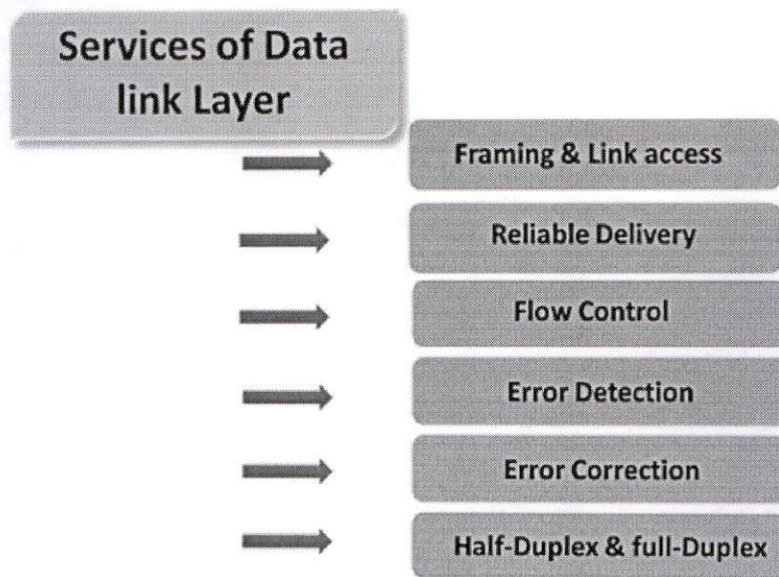 Services of Data
link Layer
Framing & Link access
Reliable Delivery
Flow Control
Error Detection
Error Correction
Half-Duplex & full-Duplex